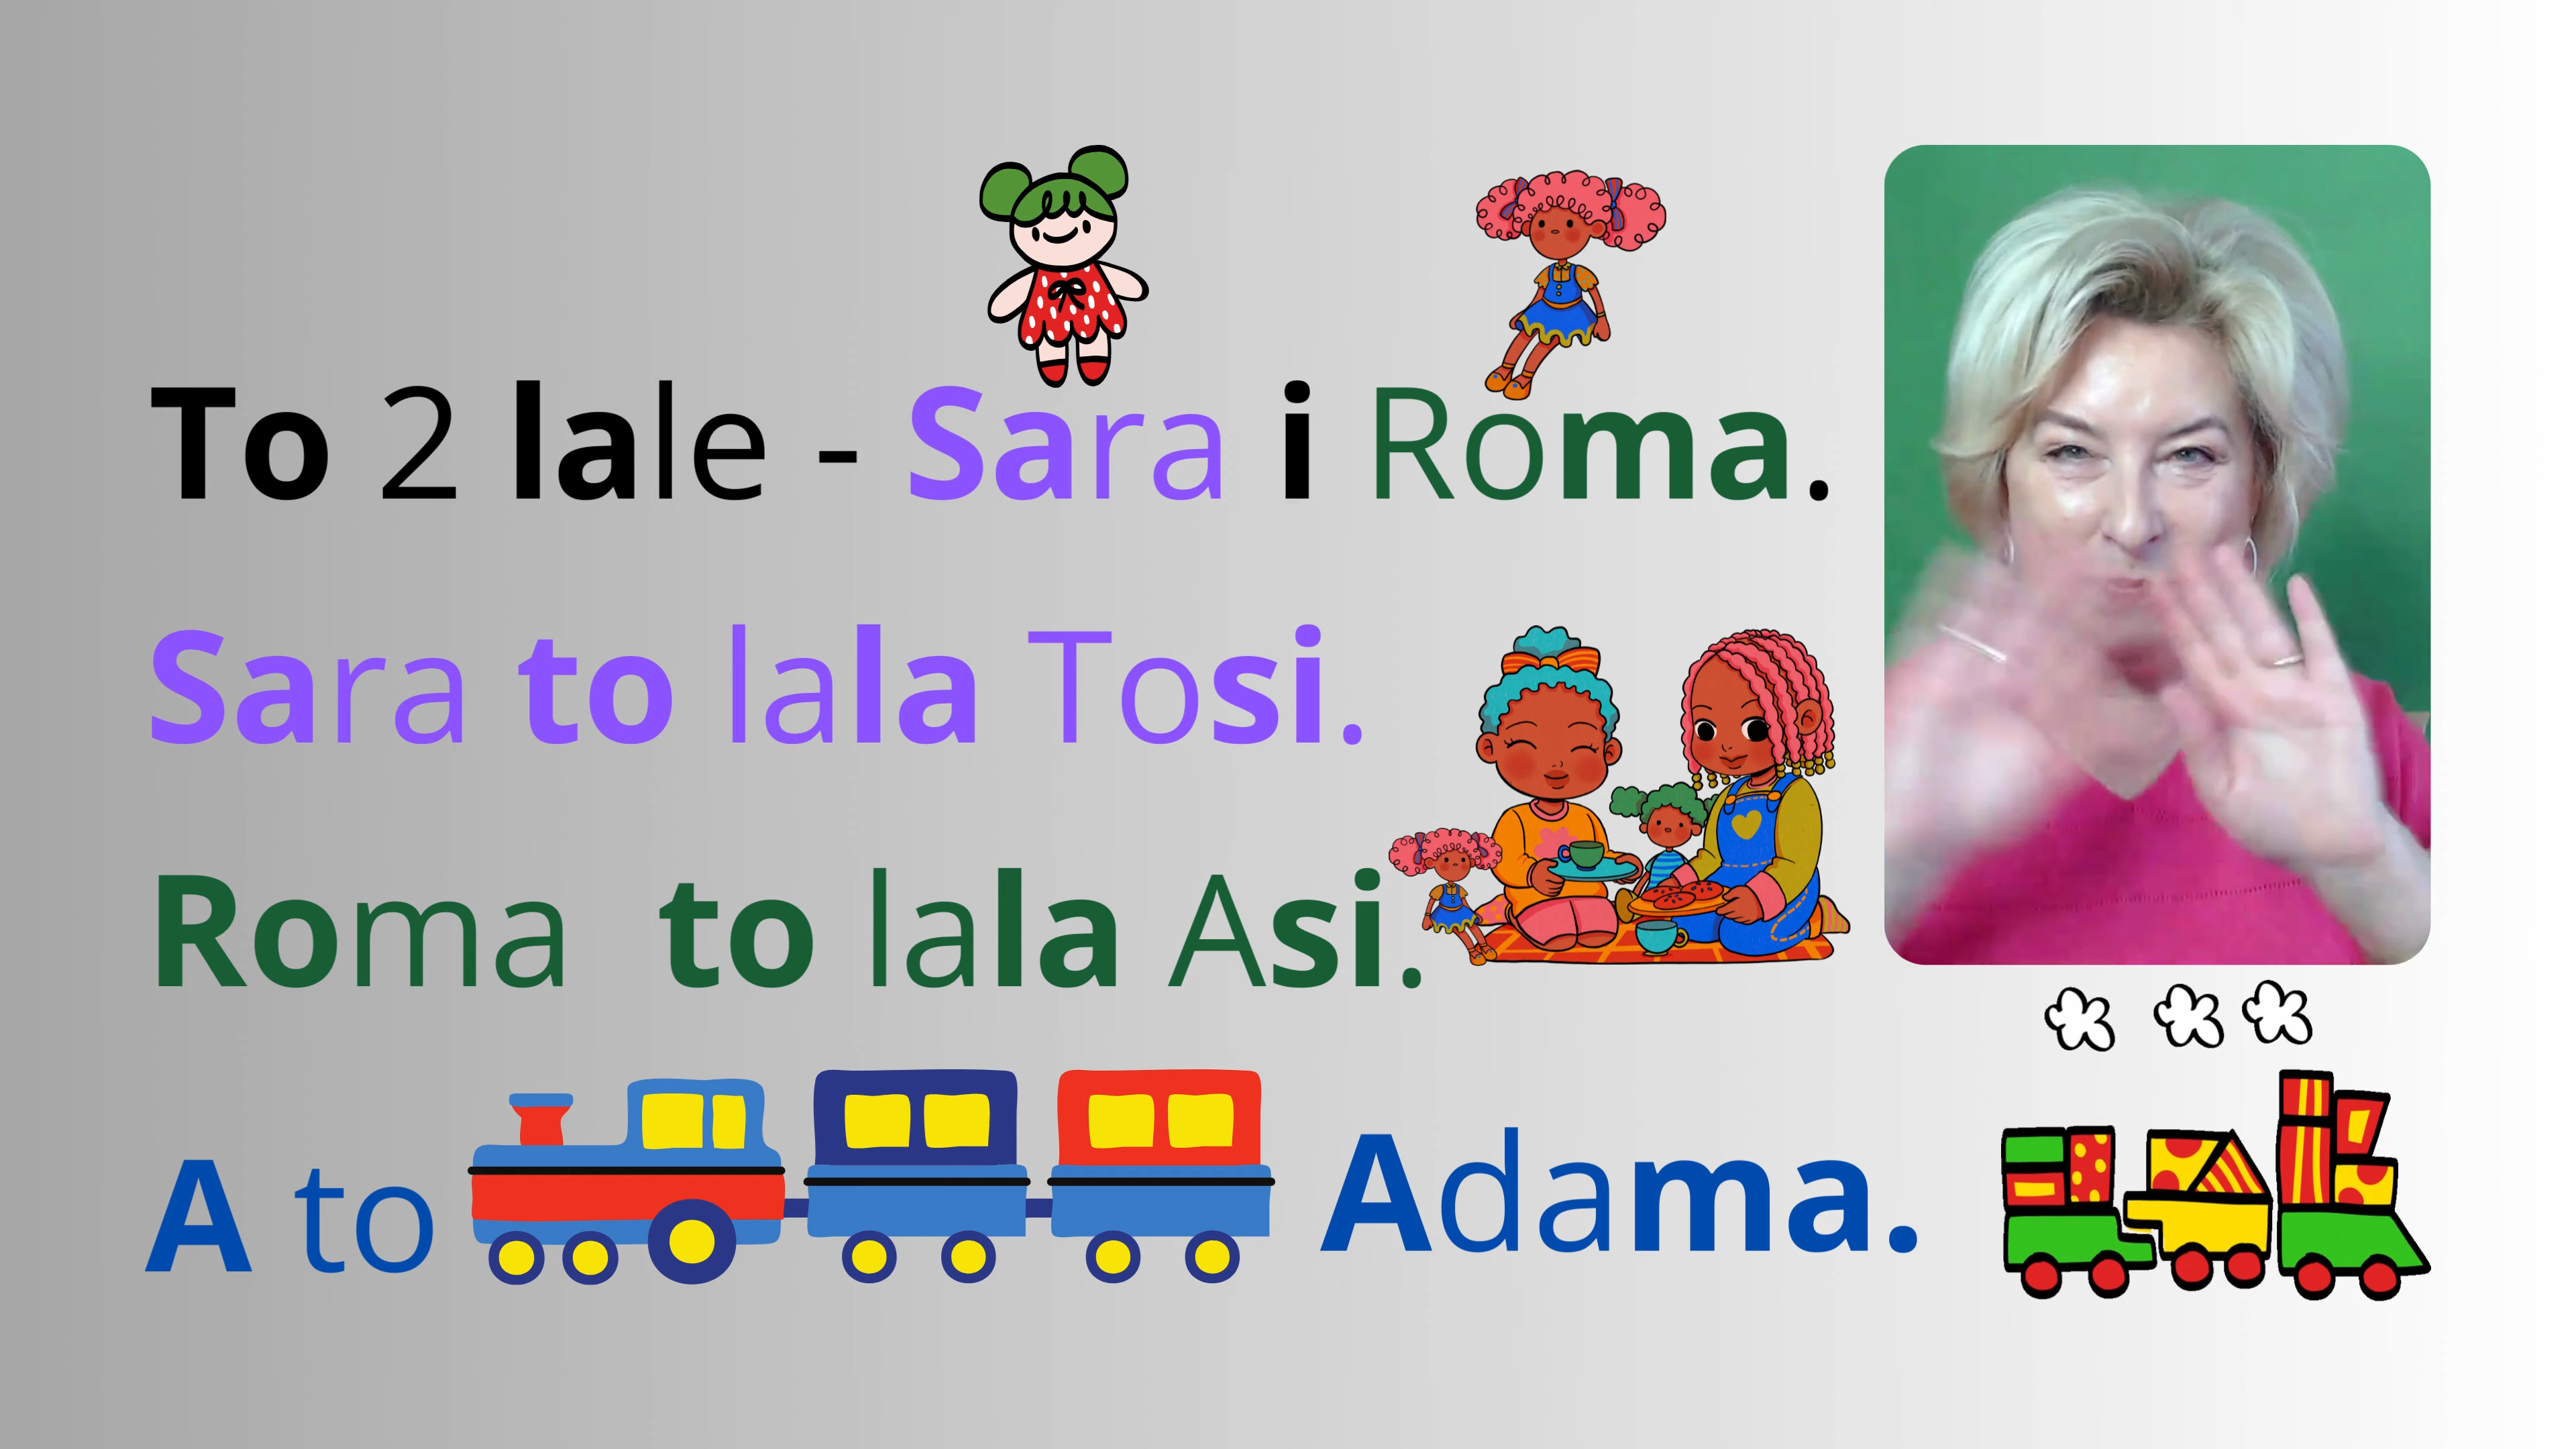 To 2 lale - Sara i Roma.
Sara to lala Tosi.
Roma to lala Asi.
A to Adama.